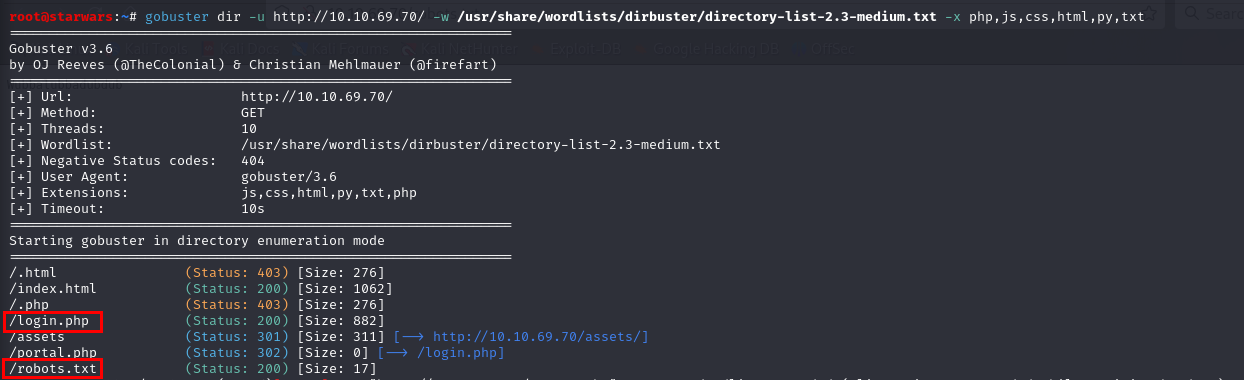 root@starwars:~# gobuster dir -u http://10.10.69.70/ -w /usr/share/wordlists/dirbuster/directory-list-2.3-medium.txt -x php,js,css,html,py,txt
===============================================================
Gobuster v3.6
by OJ Reeves (@TheColonial) & Christian Mehlmauer (@firefart)
===============================================================
[+] Url:                     http://10.10.69.70/
[+] Method:                  GET
[+] Threads:                 10
[+] Wordlist:                /usr/share/wordlists/dirbuster/directory-list-2.3-medium.txt
[+] Negative Status codes:   404
[+] User Agent:              gobuster/3.6
[+] Extensions:              js,css,html,py,txt,php
[+] Timeout:                 10s
===============================================================
Starting gobuster in directory enumeration mode
===============================================================
/.html                (Status: 403) [Size: 276]
/index.html           (Status: 200) [Size: 1062]
/.php                 (Status: 403) [Size: 276]
/login.php            (Status: 200) [Size: 882]
/assets               (Status: 301) [Size: 311] [--> http://10.10.69.70/assets/]
/portal.php           (Status: 302) [Size: 0] [--> /login.php]
/robots.txt           (Status: 200) [Size: 17]